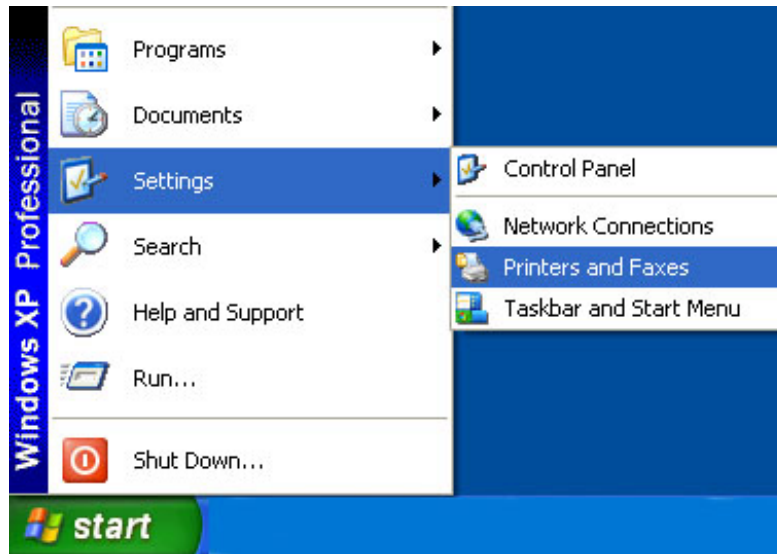 Windows XP Professional
Programs
Documents
Settings
Search
Help and Support
Run...
Shut Down...
Control Panel
Network Connections
Printers and Faxes
Taskbar and Start Menu
start